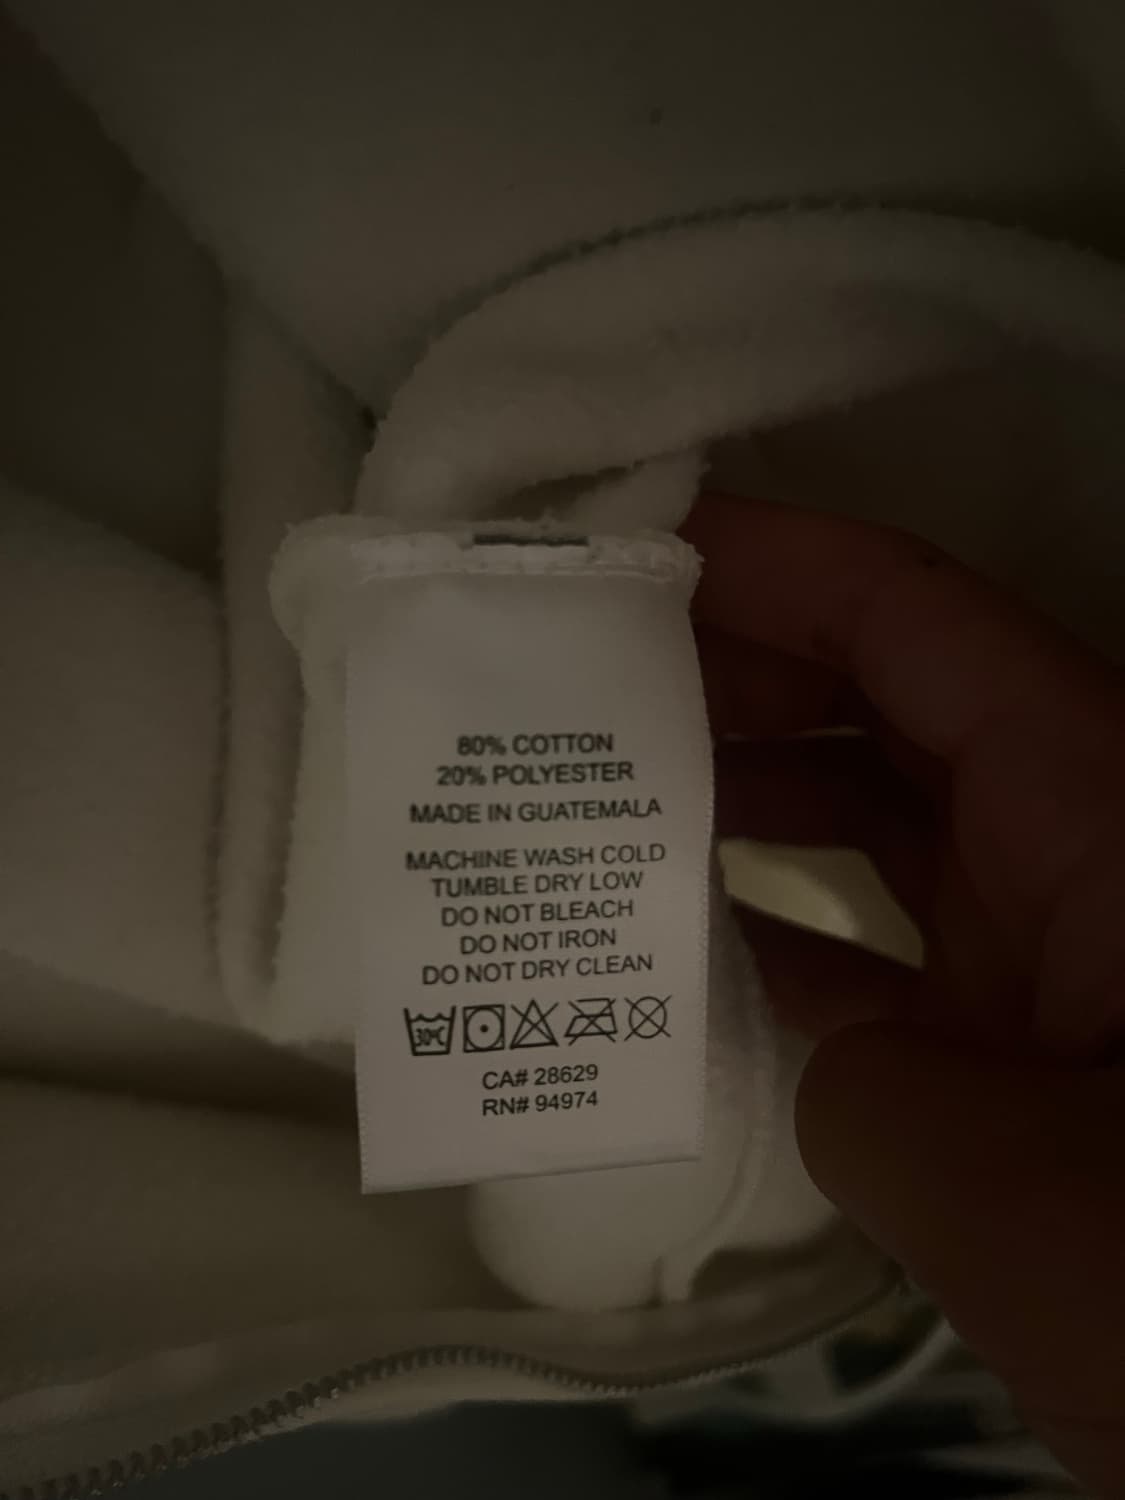 80% COTTON
20% POLYESTER
MADE IN GUATEMALA
MACHINE WASH COLD
TUMBLE DRY LOW
DO NOT BLEACH
DO NOT IRON
DO NOT DRY CLEAN
30°C
CA# 28629
RN# 94974